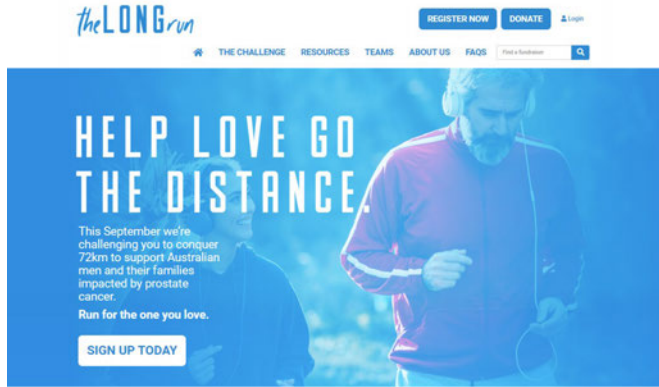 theLONGrun
REGISTER NOW
DONATE
Login
THE CHALLENGE
RESOURCES
TEAMS
ABOUT US
FAQS
Find a fundraiser
HELP LOVE GO
THE DISTANCE.
This September we're
challenging you to conquer
72km to support Australian
men and their families
impacted by prostate
cancer.
Run for the one you love.
SIGN UP TODAY